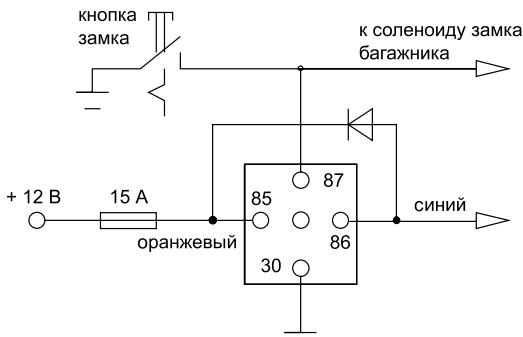 кнопка
замка
к соленоиду замка
багажника
+ 12 В
15 А
85
87
86
30
оранжевый
синий